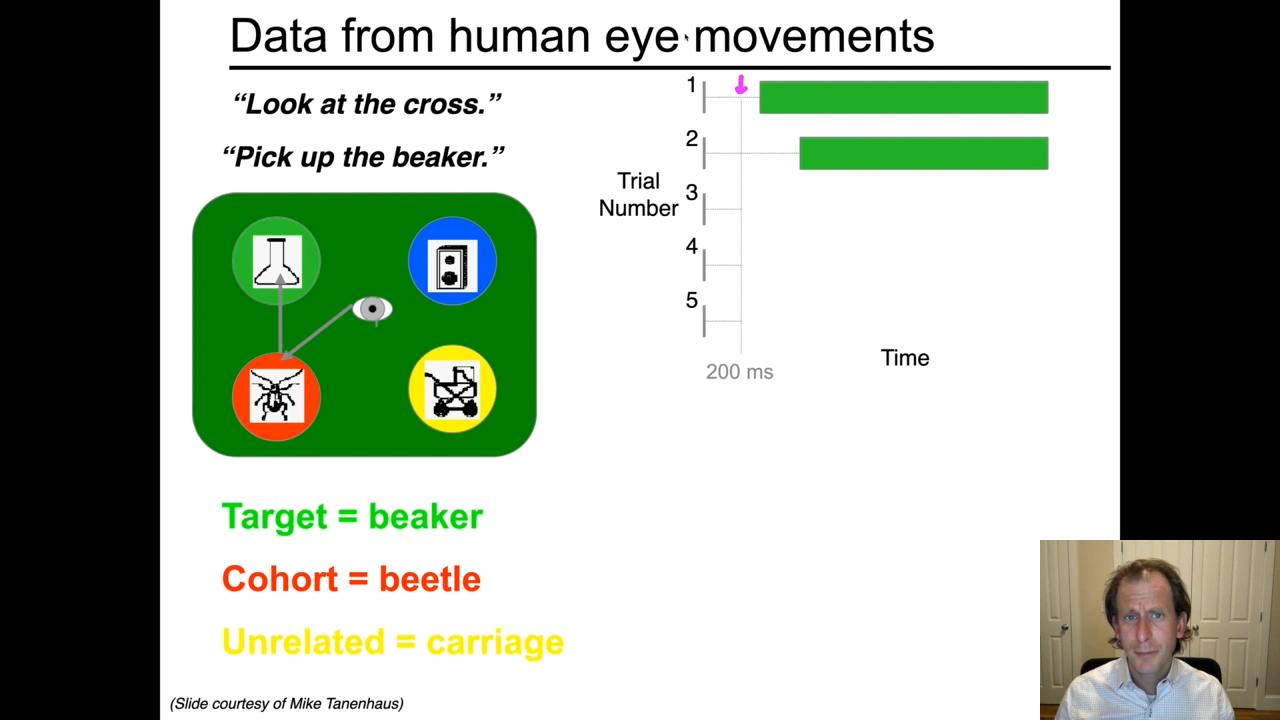 Data from human eye movements
“Look at the cross.”
“Pick up the beaker.”
1
2
Trial
Number
3
4
5
200 ms
Time
Target = beaker
Cohort = beetle
Unrelated = carriage
(Slide courtesy of Mike Tanenhaus)